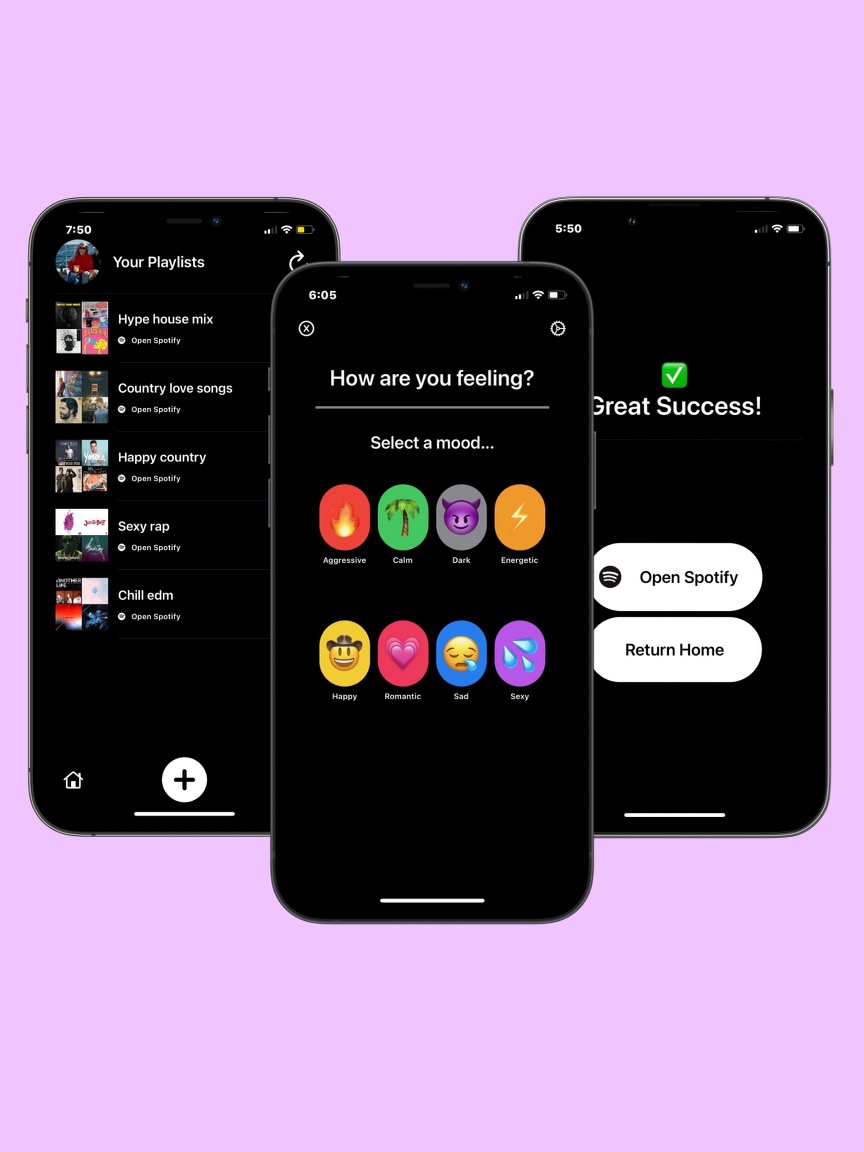 7:50
Your Playlists
Hype house mix
Open Spotify
Country love songs
Open Spotify
Happy country
Open Spotify
Sexy rap
Open Spotify
Chill edm
Open Spotify
6:05
X
How are you feeling?
Select a mood...
Aggressive
Calm
Dark
Energetic
Happy
Romantic
Sad
Sexy
5:50
Great Success!
Open Spotify
Return Home